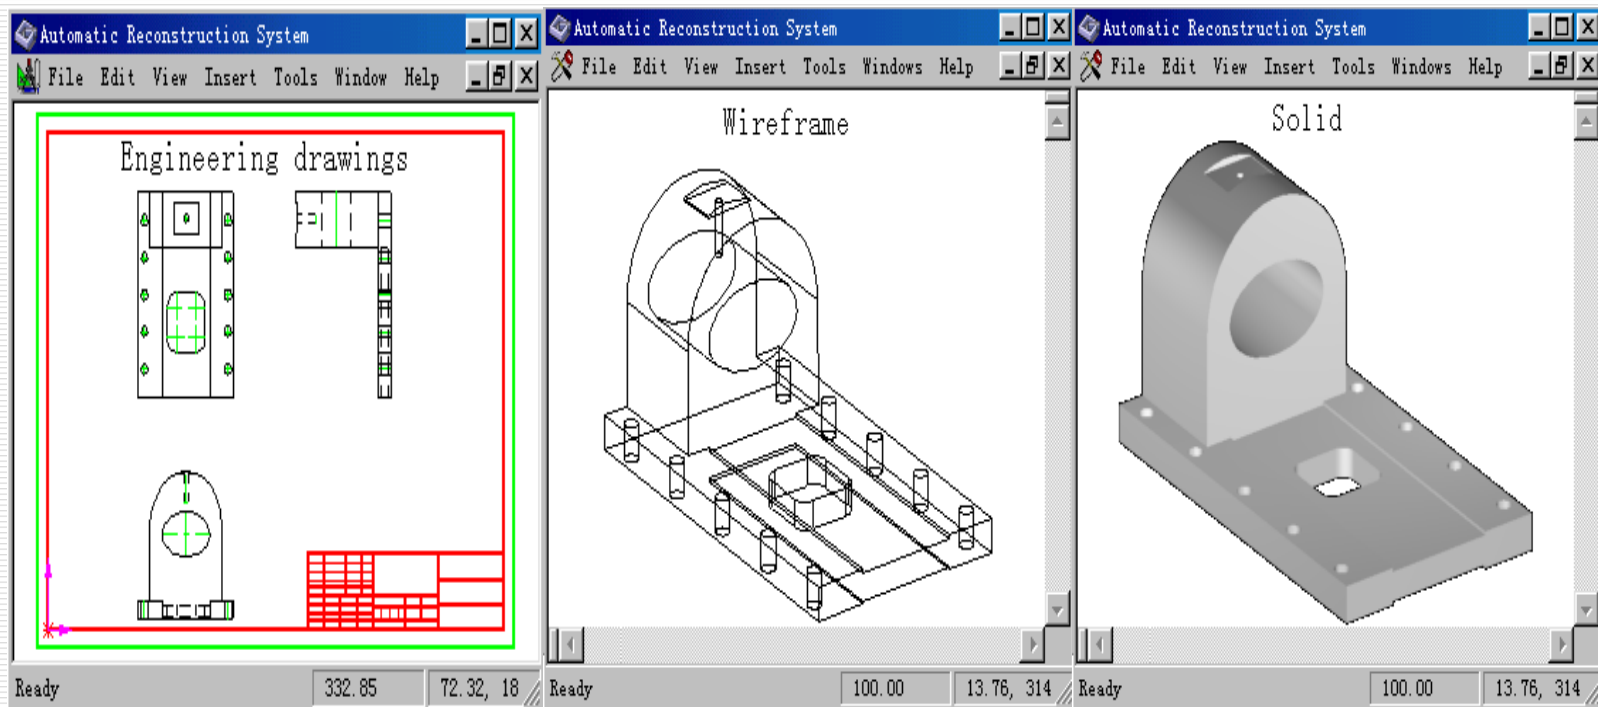 Automatic Reconstruction System
File Edit View Insert Tools Window Help
Engineering drawings
Ready 332.85 72.32, 18
Automatic Reconstruction System
File Edit View Insert Tools Windows Help
Wireframe
Ready 100.00 13.76, 314
Automatic Reconstruction System
File Edit View Insert Tools Windows Help
Solid
Ready 100.00 13.76, 314